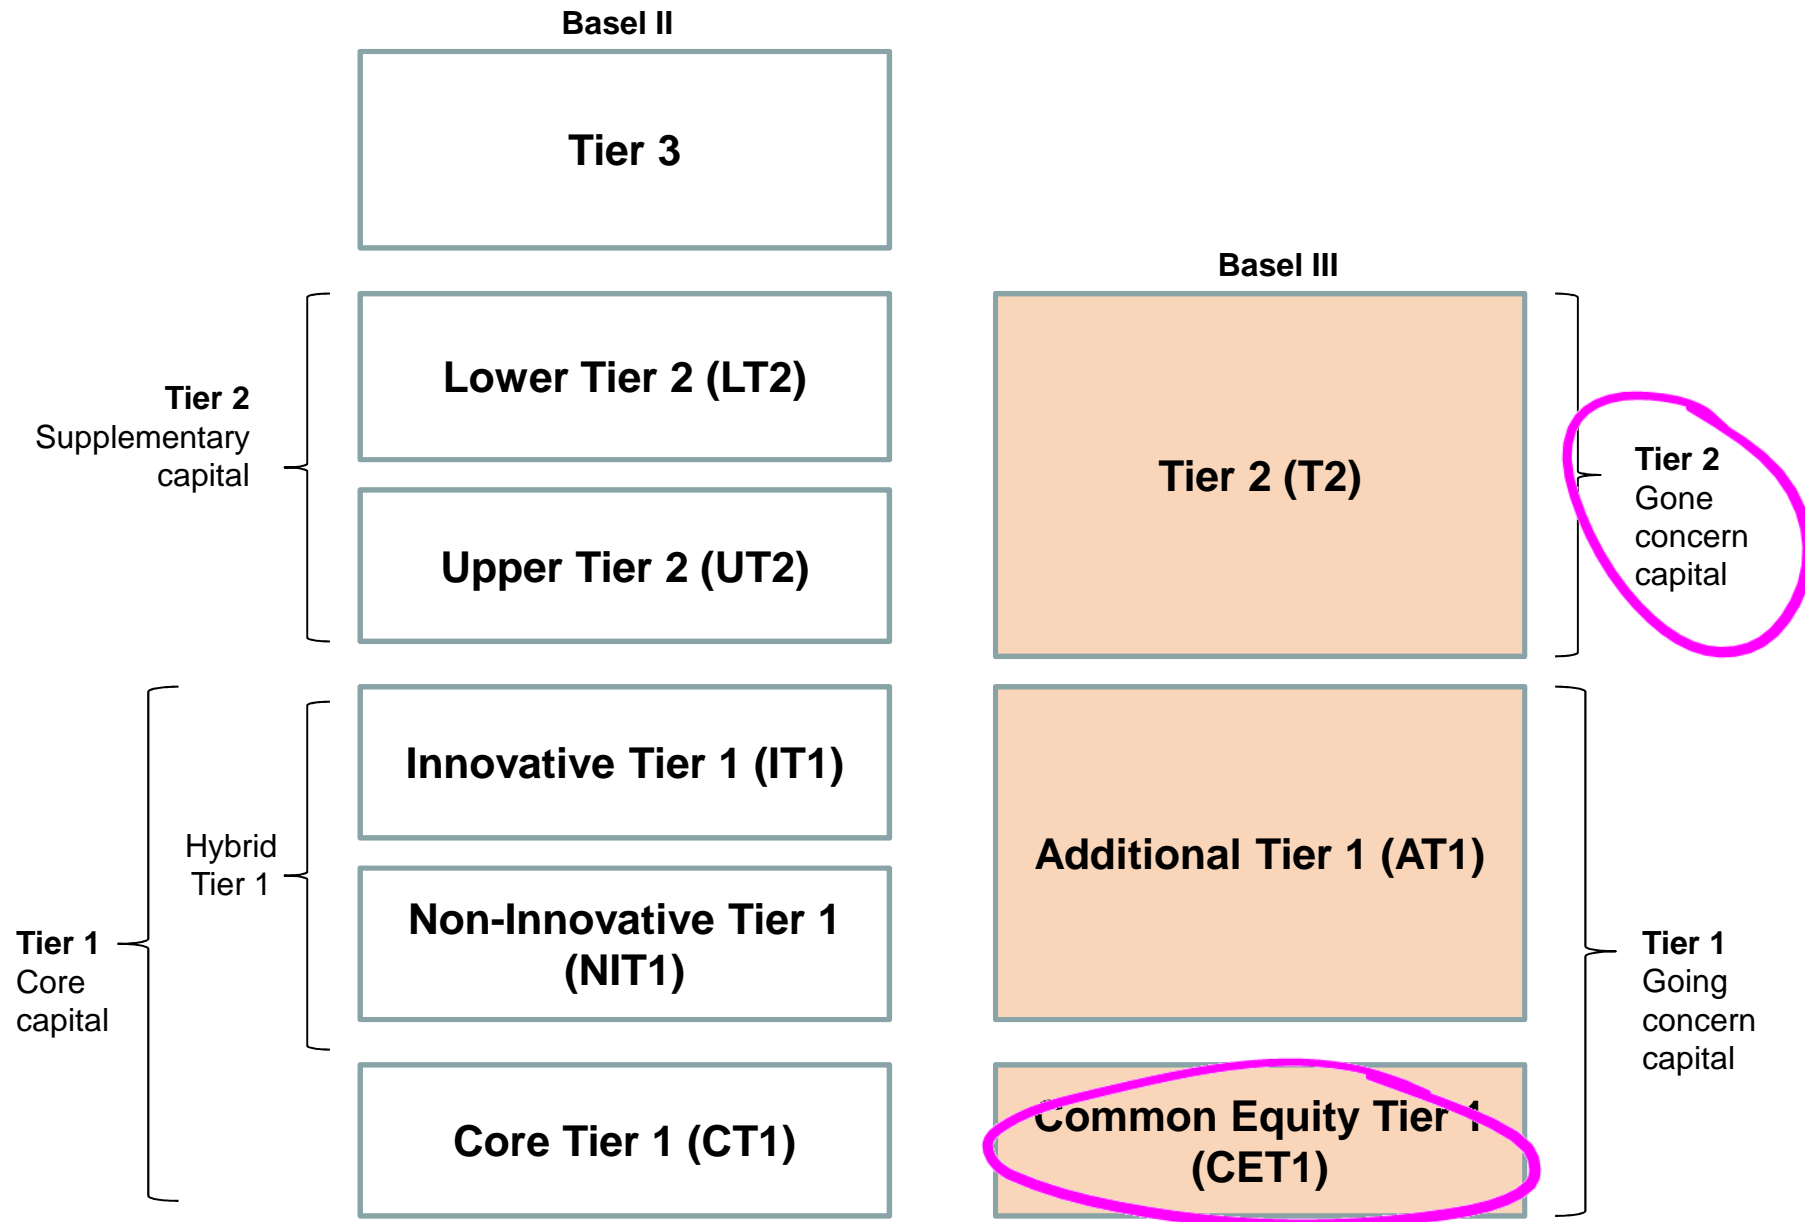 Basel II
Tier 3
Basel III
Tier 2
Supplementary
capital
Lower Tier 2 (LT2)
Upper Tier 2 (UT2)
Tier 2 (T2)
Tier 2
Gone
concern
capital
Tier 1
Core
capital
Hybrid
Tier 1
Innovative Tier 1 (IT1)
Non-Innovative Tier 1
(NIT1)
Core Tier 1 (CT1)
Additional Tier 1 (AT1)
Common Equity Tier 1
(CET1)
Tier 1
Going
concern
capital